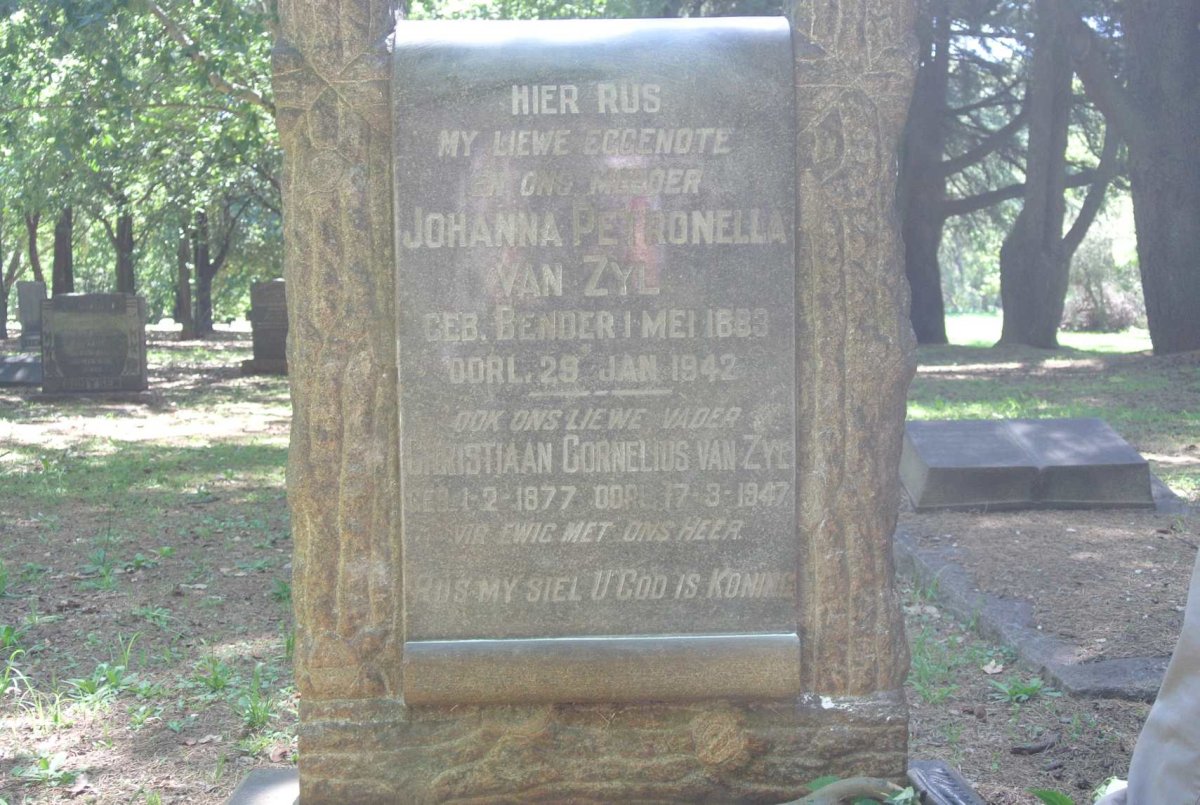 HIER RUS
MY LIEWE EGGENOTE
EN ONS MOEDER
JOHANNA PETRONELLA
VAN ZYL
GEB. BENDER 1 MEI 1883
OORL. 29 JAN 1942
OOK ONS LIEWE VADER
CHRISTIAAN CORNELIUS VAN ZYL
GEB. 1-2-1877 OORL. 17-3-1947
VIR EWIG MET ONS HEER.
RUS MY SIEL U GOD IS KONING